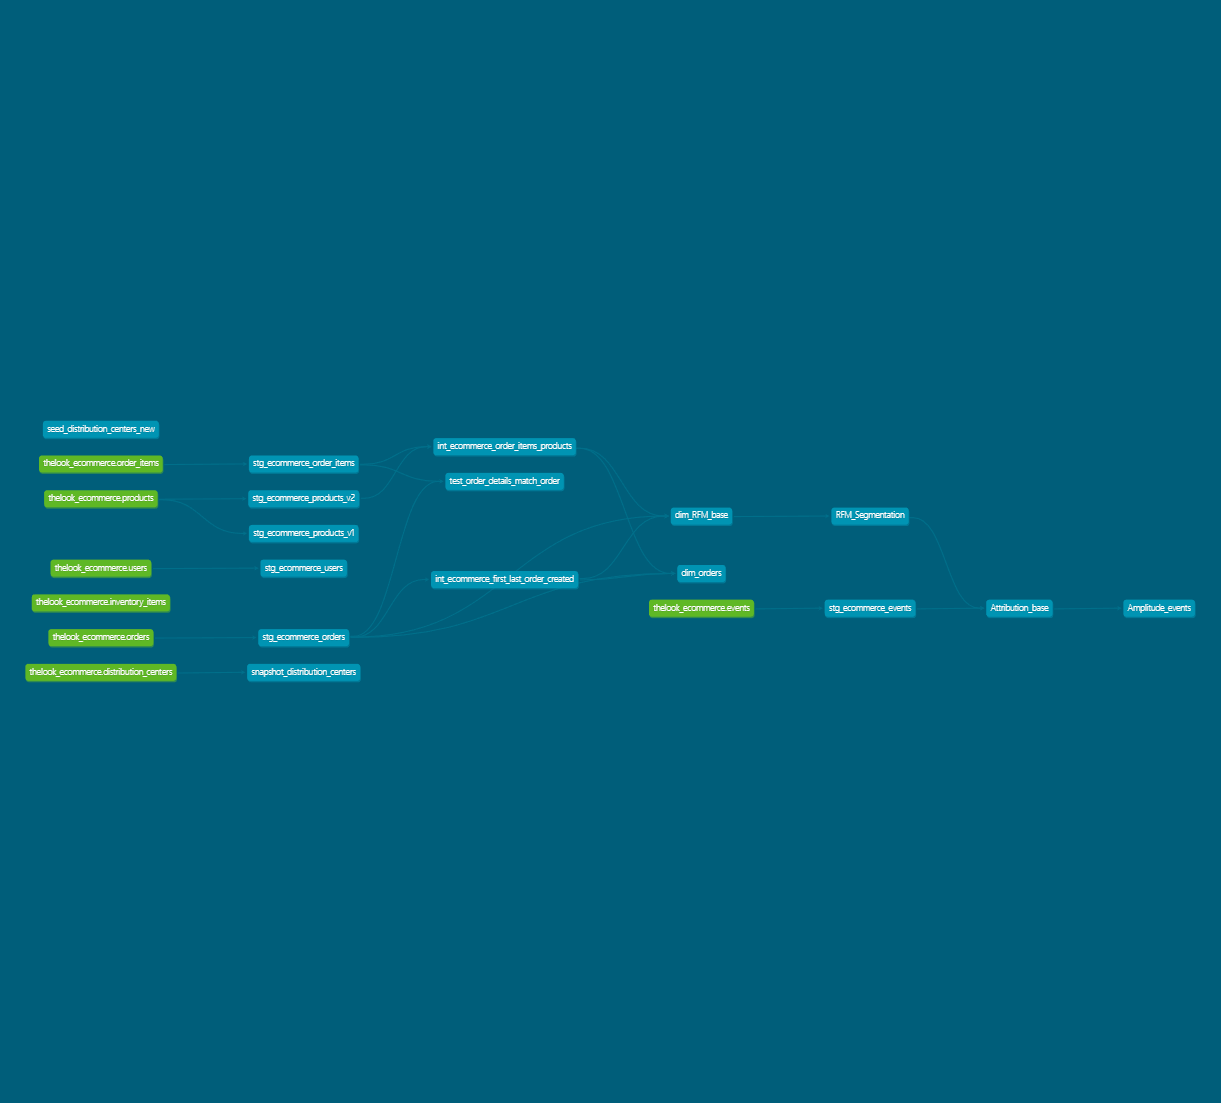 seed_distribution_centers_new
thelook_ecommerce.order_items
thelook_ecommerce.products
thelook_ecommerce.users
thelook_ecommerce.inventory_items
thelook_ecommerce.orders
thelook_ecommerce.distribution_centers
stg_ecommerce_order_items
stg_ecommerce_products_v2
stg_ecommerce_products_v1
stg_ecommerce_users
stg_ecommerce_orders
snapshot_distribution_centers
int_ecommerce_order_items_products
test_order_details_match_order
int_ecommerce_first_last_order_created
dim_RFM_base
dim_orders
thelook_ecommerce.events
RFM_Segmentation
stg_ecommerce_events
Attribution_base
Amplitude_events